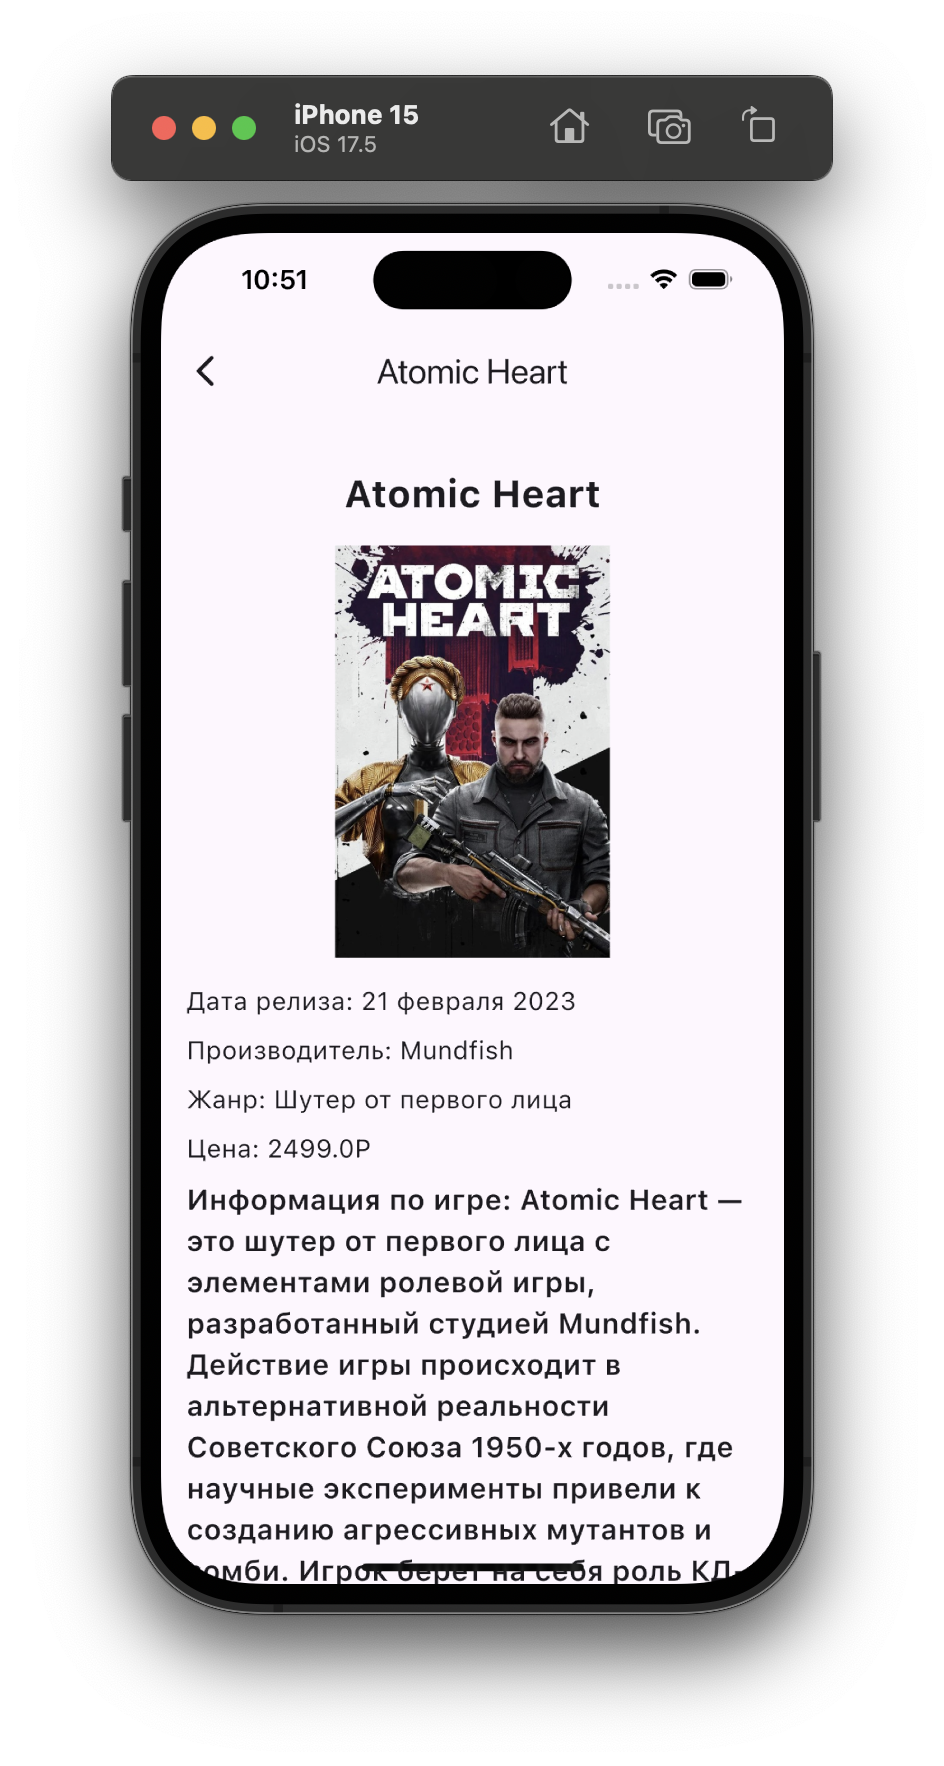 iPhone 15
iOS 17.5
10:51
Atomic Heart
Atomic Heart
ATOMIC
HEART
Дата релиза: 21 февраля 2023
Производитель: Mundfish
Жанр: Шутер от первого лица
Цена: 2499.0Р
Информация по игре: Atomic Heart —
это шутер от первого лица с
элементами ролевой игры,
разработанный студией Mundfish.
Действие игры происходит в
альтернативной реальности
Советского Союза 1950-х годов, где
научные эксперименты привели к
созданию агрессивных мутантов и
зомби. Игрок берет на себя роль КД-